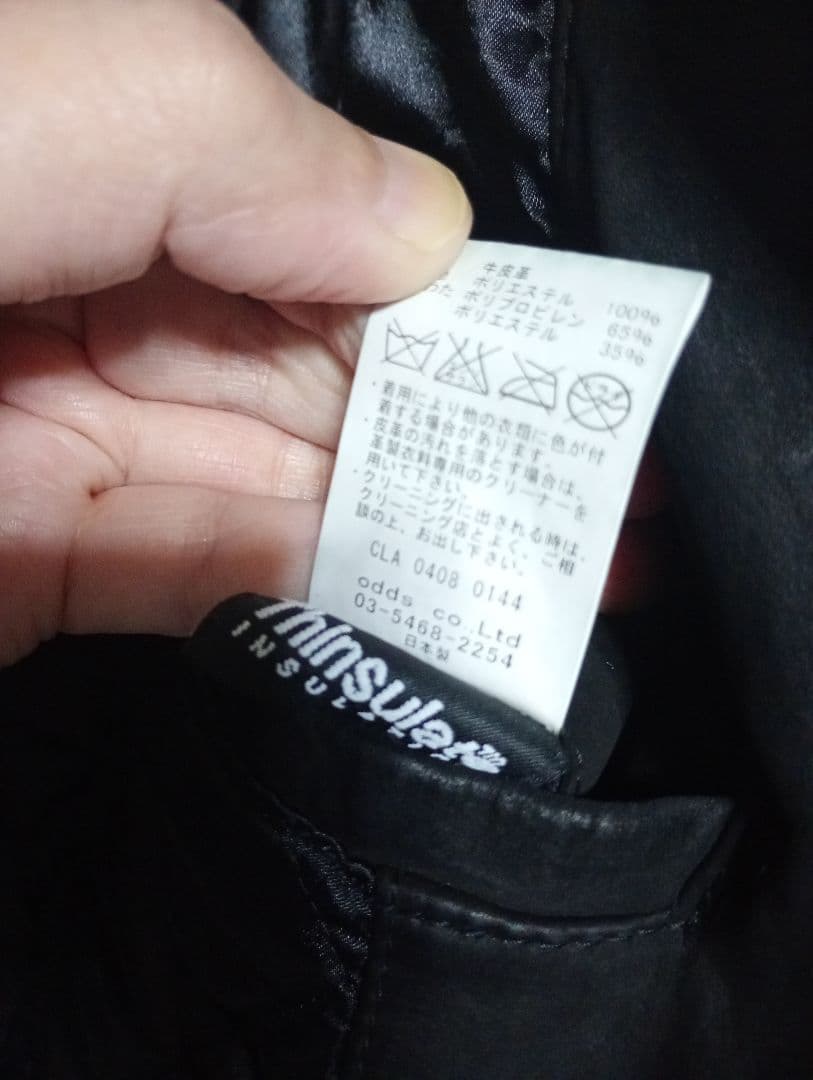 牛皮革
ポリエステル 100%
わた ポリプロピレン 65%
ポリエステル 35%
・着用により他の衣類に色が付
着する場合があります。
・皮革の汚れを落とす場合は、
革製衣料専用のクリーナーを
用いて下さい。
・クリーニングに出される時は、
クリーニング店とよく、ご相
談の上、お出し下さい。
CLA 0408 0144
odds co.,Ltd
03-5468-2254
日本製
Thinsulate™
INSULATION